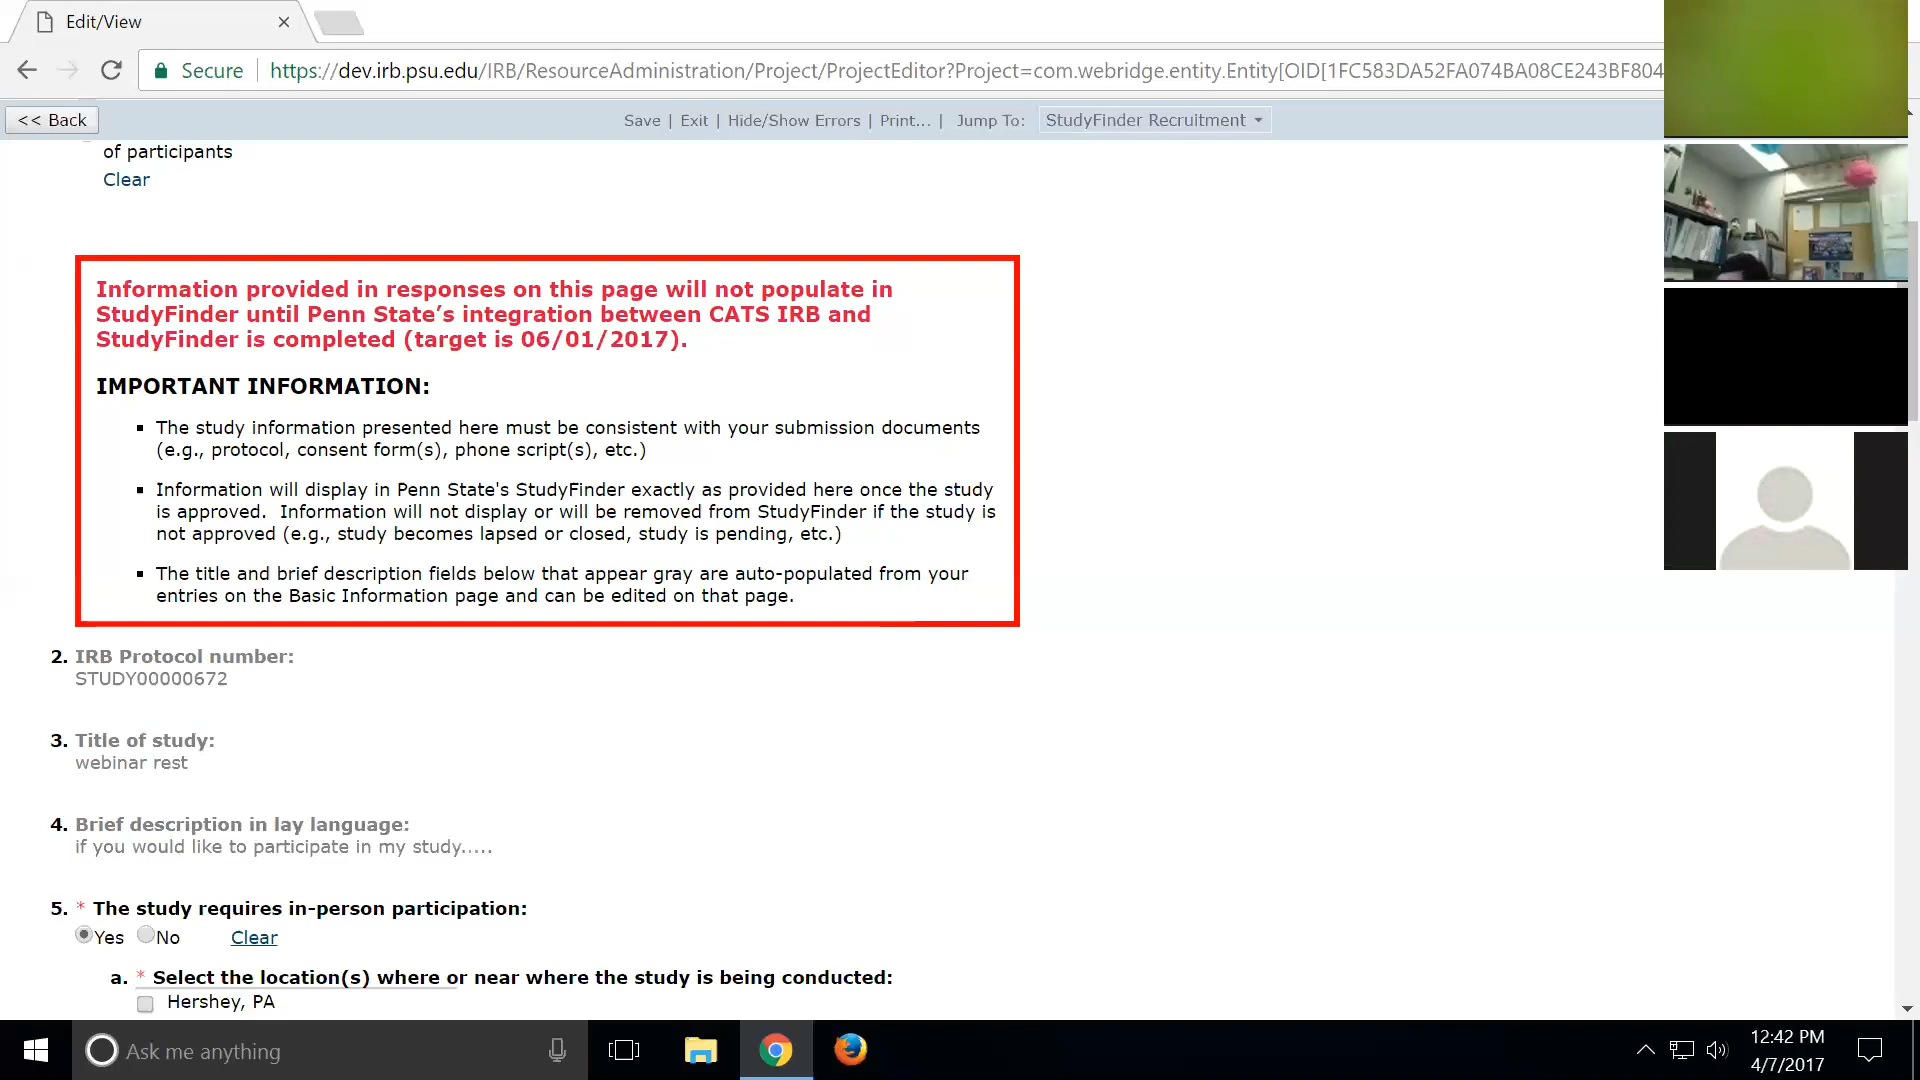 Edit/View
Secure https://dev.irb.psu.edu/IRB/ResourceAdministration/Project/ProjectEditor?Project=com.webridge.entity.Entity[OID[1FC583DA52FA074BA08CE243BF804
<< Back
Save | Exit | Hide/Show Errors | Print... | Jump To: StudyFinder Recruitment
of participants
Clear
Information provided in responses on this page will not populate in
StudyFinder until Penn State’s integration between CATS IRB and
StudyFinder is completed (target is 06/01/2017).
IMPORTANT INFORMATION:
The study information presented here must be consistent with your submission documents
(e.g., protocol, consent form(s), phone script(s), etc.)
Information will display in Penn State's StudyFinder exactly as provided here once the study
is approved. Information will not display or will be removed from StudyFinder if the study is
not approved (e.g., study becomes lapsed or closed, study is pending, etc.)
The title and brief description fields below that appear gray are auto-populated from your
entries on the Basic Information page and can be edited on that page.
2. IRB Protocol number:
STUDY00000672
3. Title of study:
webinar rest
4. Brief description in lay language:
if you would like to participate in my study.....
5. * The study requires in-person participation:
Yes No Clear
a. * Select the location(s) where or near where the study is being conducted:
Hershey, PA
Ask me anything
12:42 PM
4/7/2017